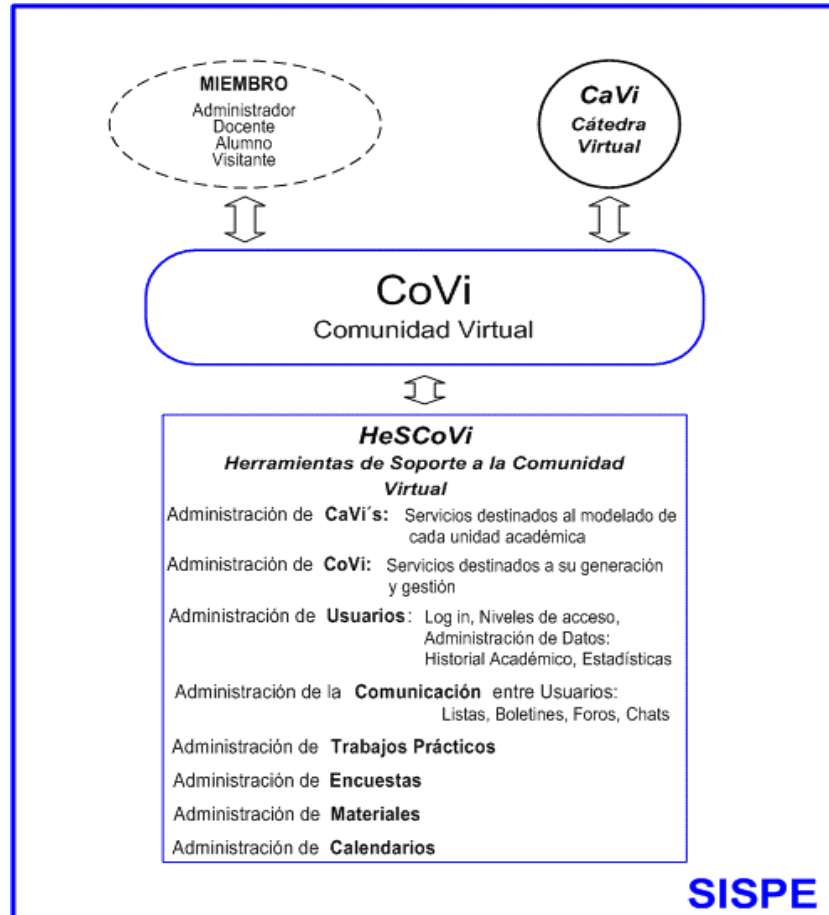 MIEMBRO
Administrador
Docente
Alumno
Visitante
CaVi
Cátedra
Virtual
CoVi
Comunidad Virtual
HeSCoVi
Herramientas de Soporte a la Comunidad
Virtual
Administración de CaVi´s: Servicios destinados al modelado de
cada unidad académica
Administración de CoVi: Servicios destinados a su generación
y gestión
Administración de Usuarios: Log in, Niveles de acceso,
Administración de Datos:
Historial Académico, Estadísticas
Administración de la Comunicación entre Usuarios:
Listas, Boletines, Foros, Chats
Administración de Trabajos Prácticos
Administración de Encuestas
Administración de Materiales
Administración de Calendarios
SISPE